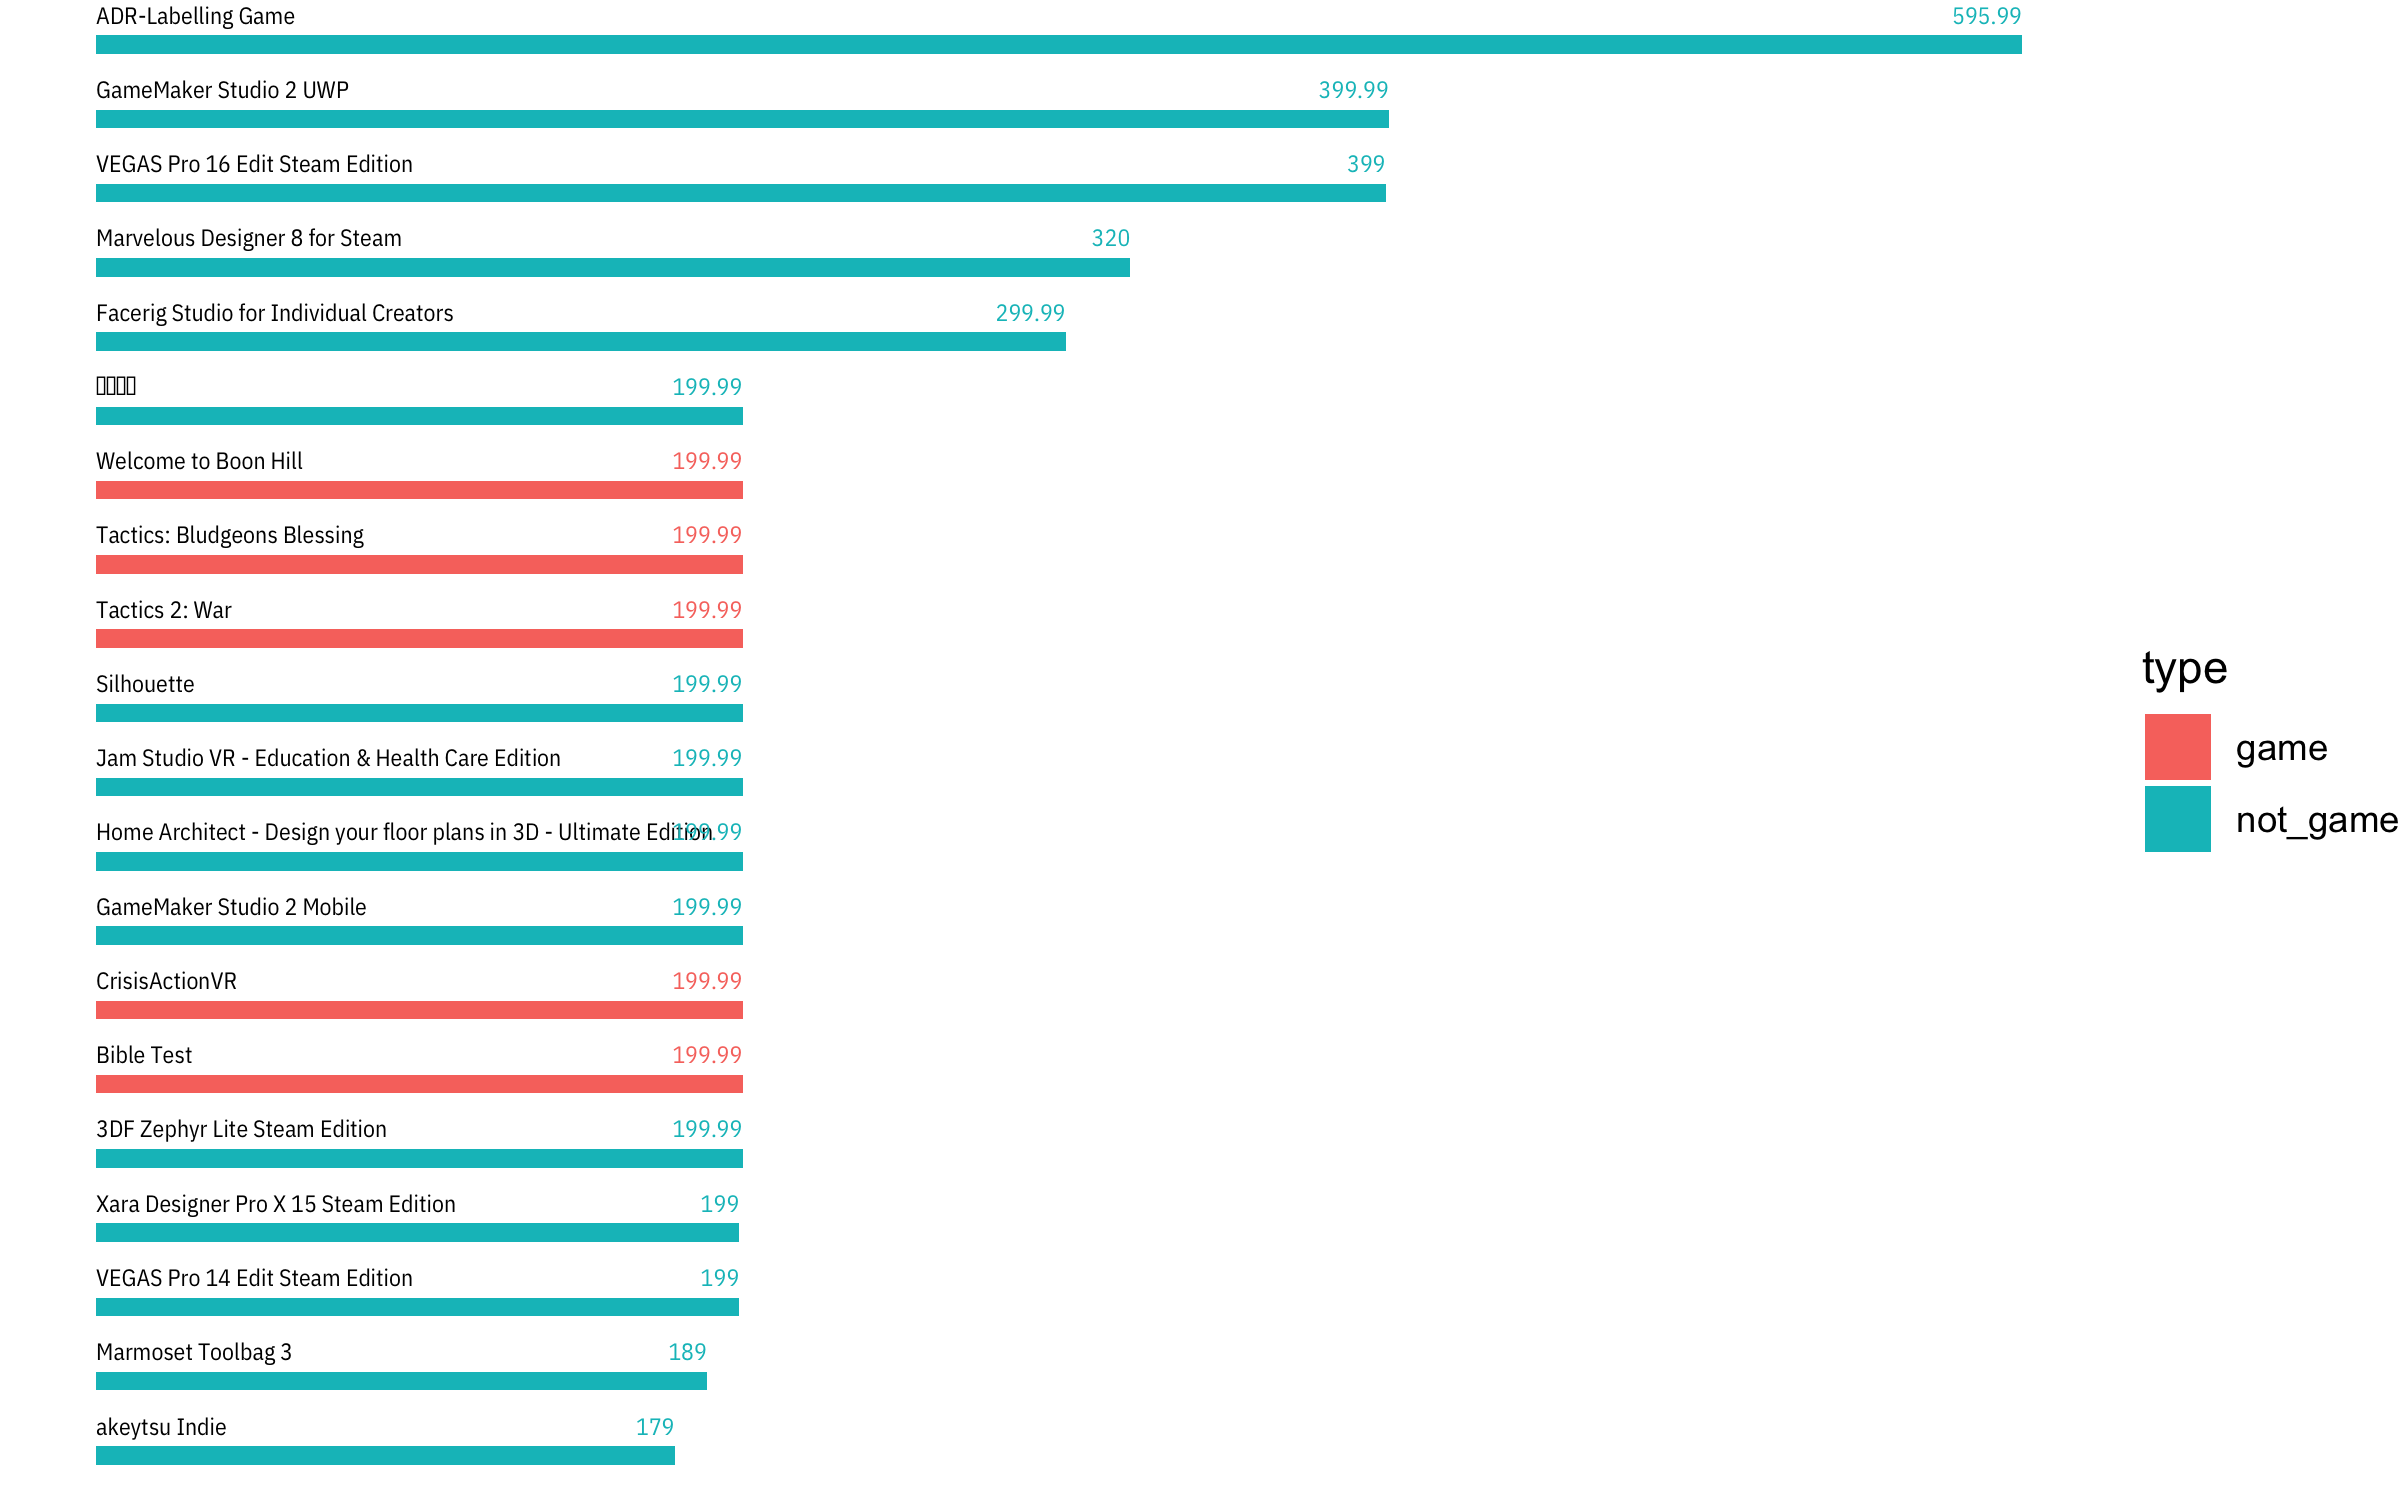 ADR-Labelling Game 595.99
GameMaker Studio 2 UWP 399.99
VEGAS Pro 16 Edit Steam Edition 399
Marvelous Designer 8 for Steam 320
Facerig Studio for Individual Creators 299.99
199.99
Welcome to Boon Hill 199.99
Tactics: Bludgeons Blessing 199.99
Tactics 2: War 199.99
Silhouette 199.99
Jam Studio VR - Education & Health Care Edition 199.99
Home Architect - Design your floor plans in 3D - Ultimate Edition 199.99
GameMaker Studio 2 Mobile 199.99
CrisisActionVR 199.99
Bible Test 199.99
3DF Zephyr Lite Steam Edition 199.99
Xara Designer Pro X 15 Steam Edition 199
VEGAS Pro 14 Edit Steam Edition 199
Marmoset Toolbag 3 189
akeytsu Indie 179
type
game
not_game